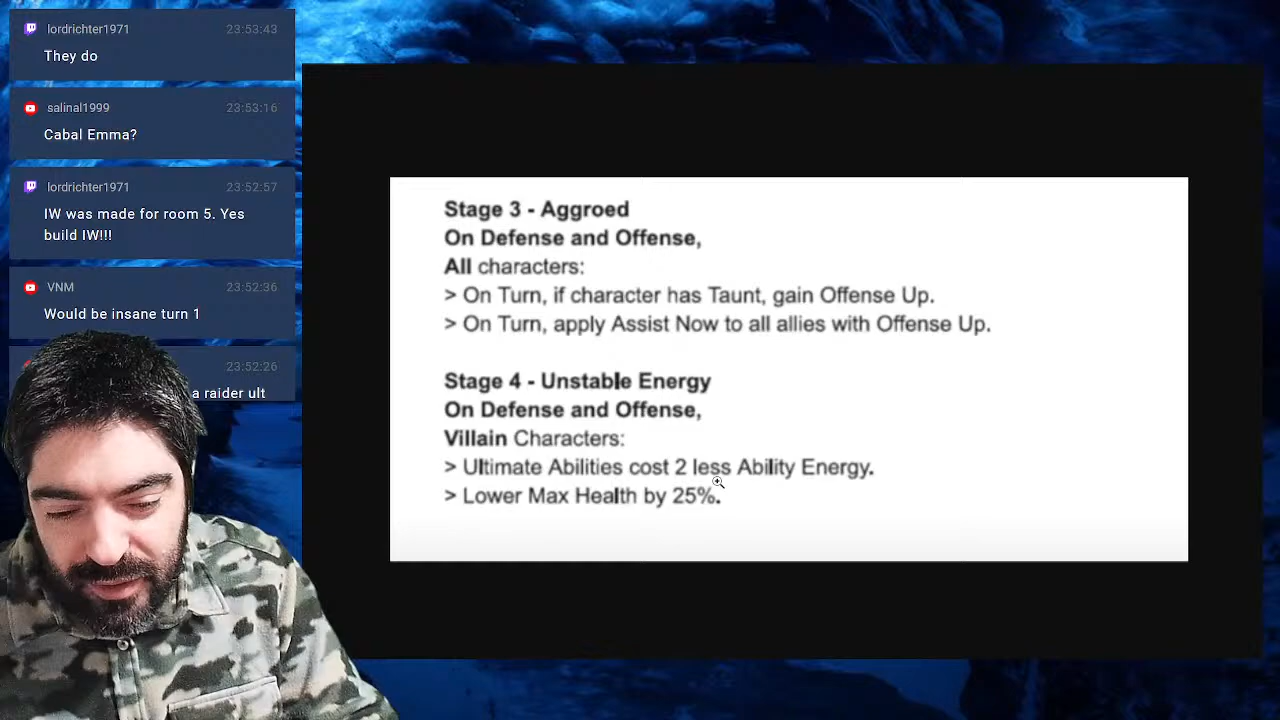 lordrichter1971 23:53:43
They do
salinal1999 23:53:16
Cabal Emma?
lordrichter1971 23:52:57
IW was made for room 5. Yes
build IW!!!
VNM 23:52:36
Would be insane turn 1
23:52:26
a raider ult
Stage 3 - Aggroed
On Defense and Offense,
All characters:
> On Turn, if character has Taunt, gain Offense Up.
> On Turn, apply Assist Now to all allies with Offense Up.
Stage 4 - Unstable Energy
On Defense and Offense,
Villain Characters:
> Ultimate Abilities cost 2 less Ability Energy.
> Lower Max Health by 25%.